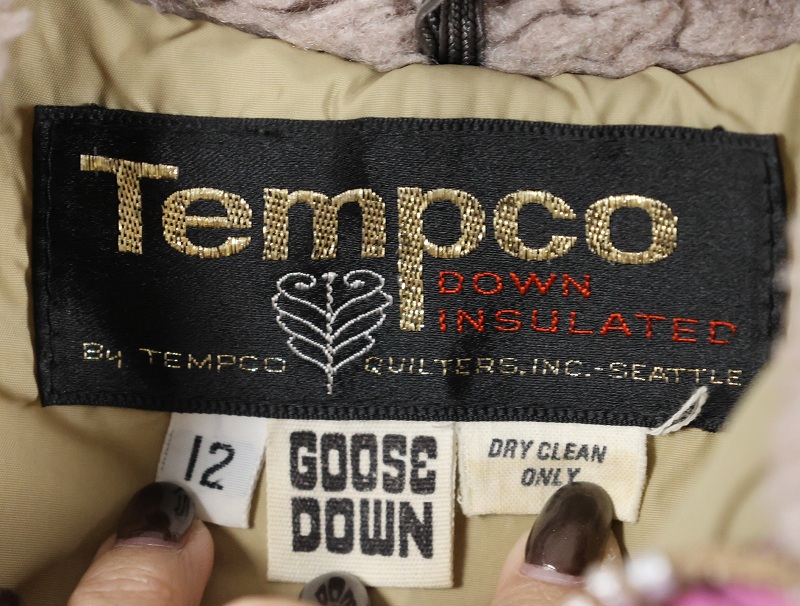 Tempco
DOWN
INSULATED
By TEMPCO QUILTERS, INC. - SEATTLE
12
GOOSE
DOWN
DRY CLEAN
ONLY